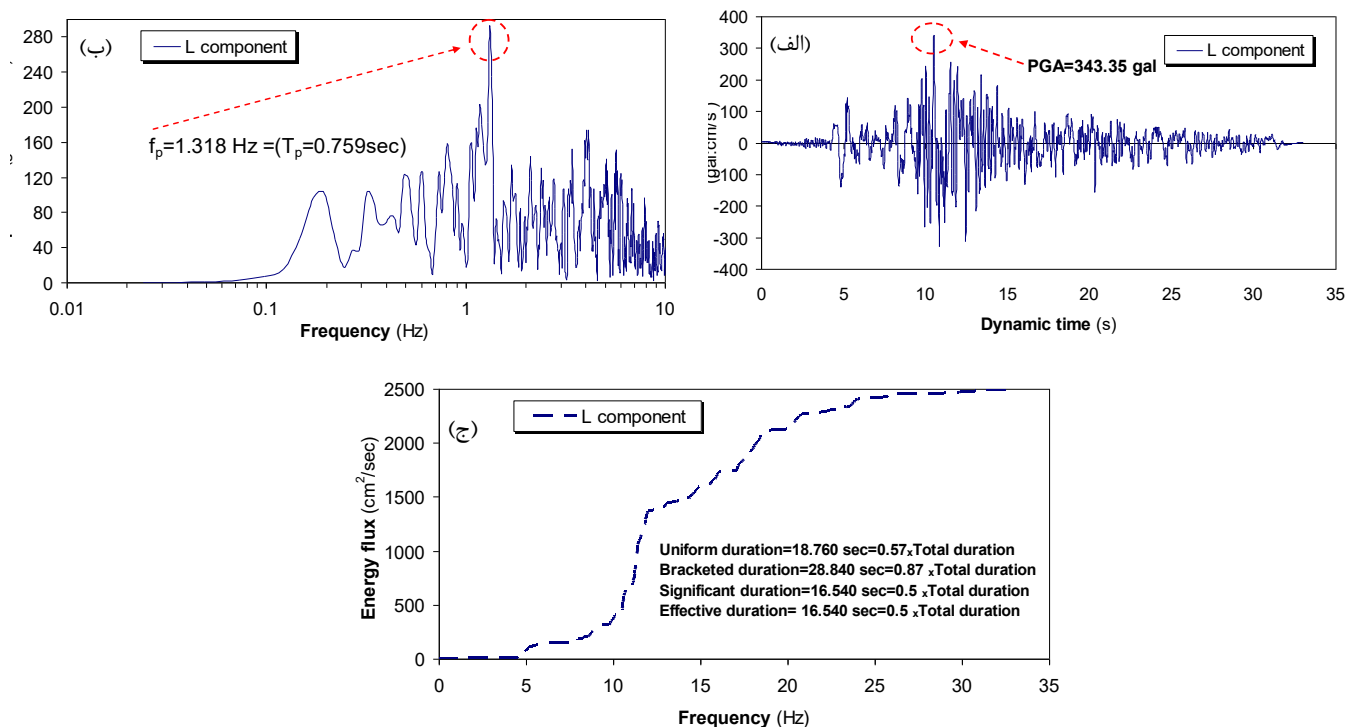 (ب)
L component
280
240
200
160
120
80
40
0
f_p=1.318 Hz =(T_p=0.759sec)
0.01 0.1 1 10
Frequency (Hz)
(الف)
L component
PGA=343.35 gal
400
300
200
100
0
-100
-200
-300
-400
(gal.cm/s²)
0 5 10 15 20 25 30 35
Dynamic time (s)
(ج)
L component
Energy flux (cm²/sec)
2500
2000
1500
1000
500
0
Uniform duration=18.760 sec=0.57ₓTotal duration
Bracketed duration=28.840 sec=0.87 ₓTotal duration
Significant duration=16.540 sec=0.5 ₓTotal duration
Effective duration= 16.540 sec=0.5 ₓTotal duration
0 5 10 15 20 25 30 35
Frequency (Hz)